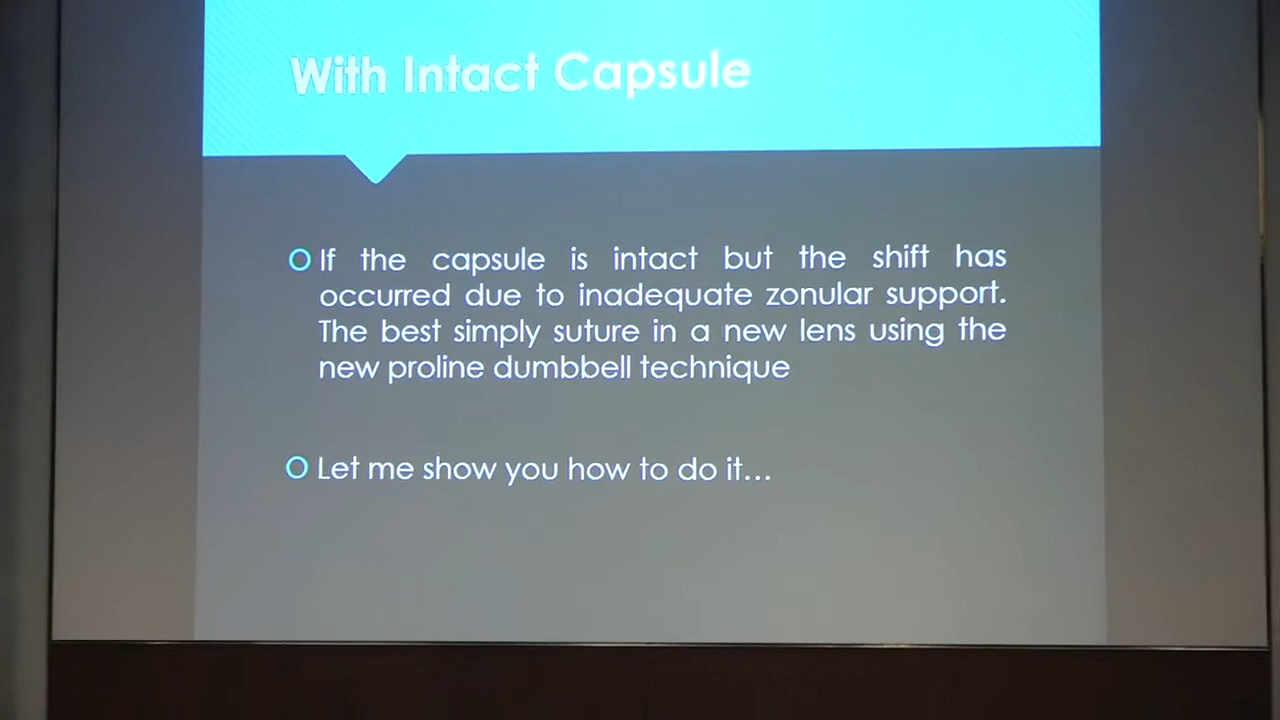 With Intact Capsule
If the capsule is intact but the shift has
occurred due to inadequate zonular support.
The best simply suture in a new lens using the
new proline dumbbell technique
Let me show you how to do it...